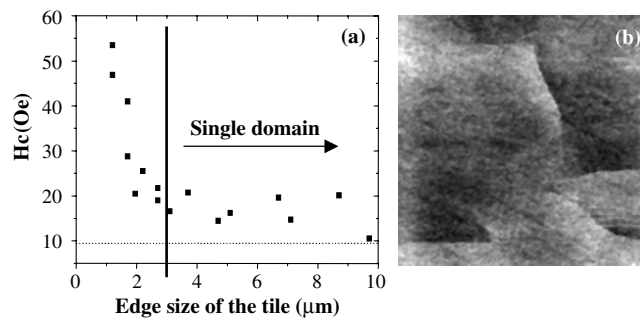 (a)
(b)
60
50
40
30
20
10
Hc(Oe)
Single domain
0 2 4 6 8 10
Edge size of the tile (μm)